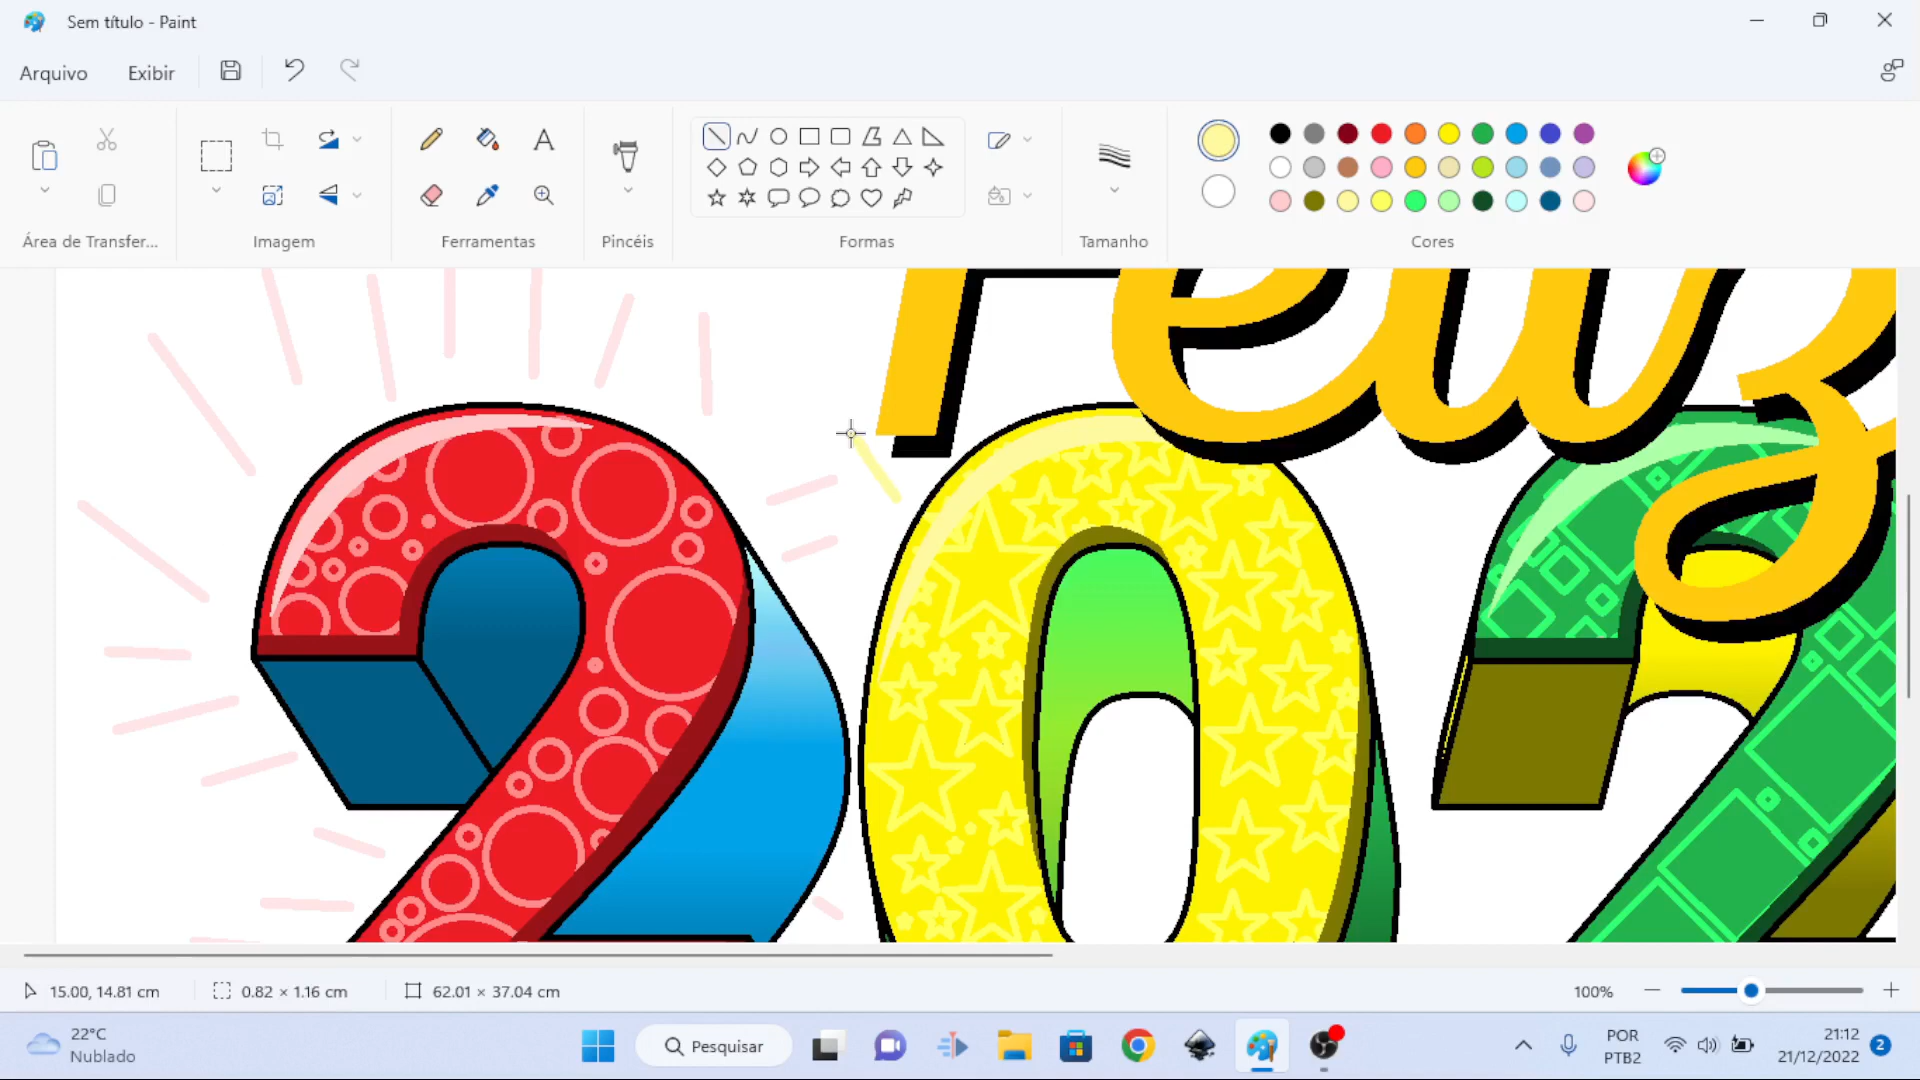 Sem título - Paint
Arquivo Exibir
Área de Transfer... Imagem Ferramentas Pincéis Formas Tamanho Cores
Feliz
202
15.00, 14.81 cm 0.82 × 1.16 cm 62.01 × 37.04 cm 100%
22°C
Nublado
Pesquisar
POR
PTB2
21:12
21/12/2022
2